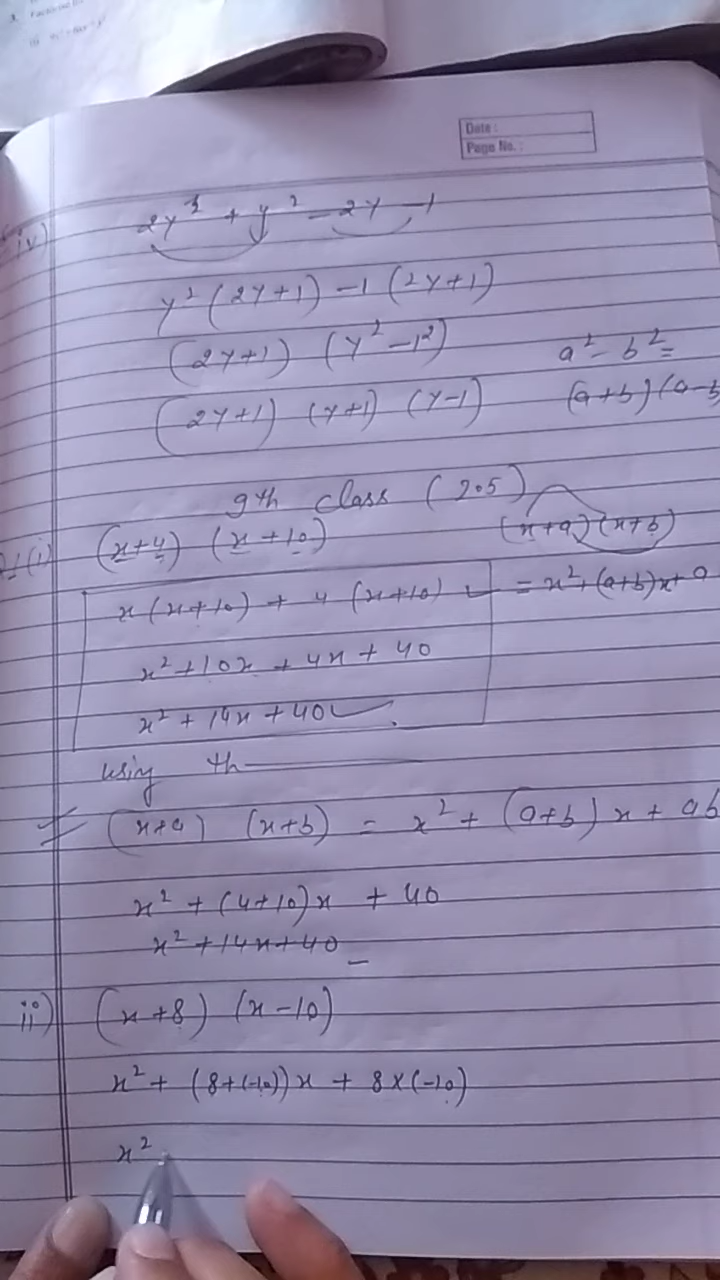 Date :
Page No. :
iv) 2y³ + y² - 2y - 1
y² (2y+1) - 1 (2y+1)
(2y+1) (y² - 1²)
a² - b² =
(2y+1) (y+1) (y-1)
(a+b) (a-b
9th class (2.5)
(x+a) (x+b)
(i) (x+4) (x+10)
x (x+10) + 4 (x+10)
= x² + (a+b)x + a
x² + 10x + 4x + 40
x² + 14x + 40
using th
(x+a) (x+b) = x² + (a+b) x + ab
x² + (4+10)x + 40
x² + 14x + 40
ii) (x+8) (x-10)
x² + (8+(-10))x + 8×(-10)
x²